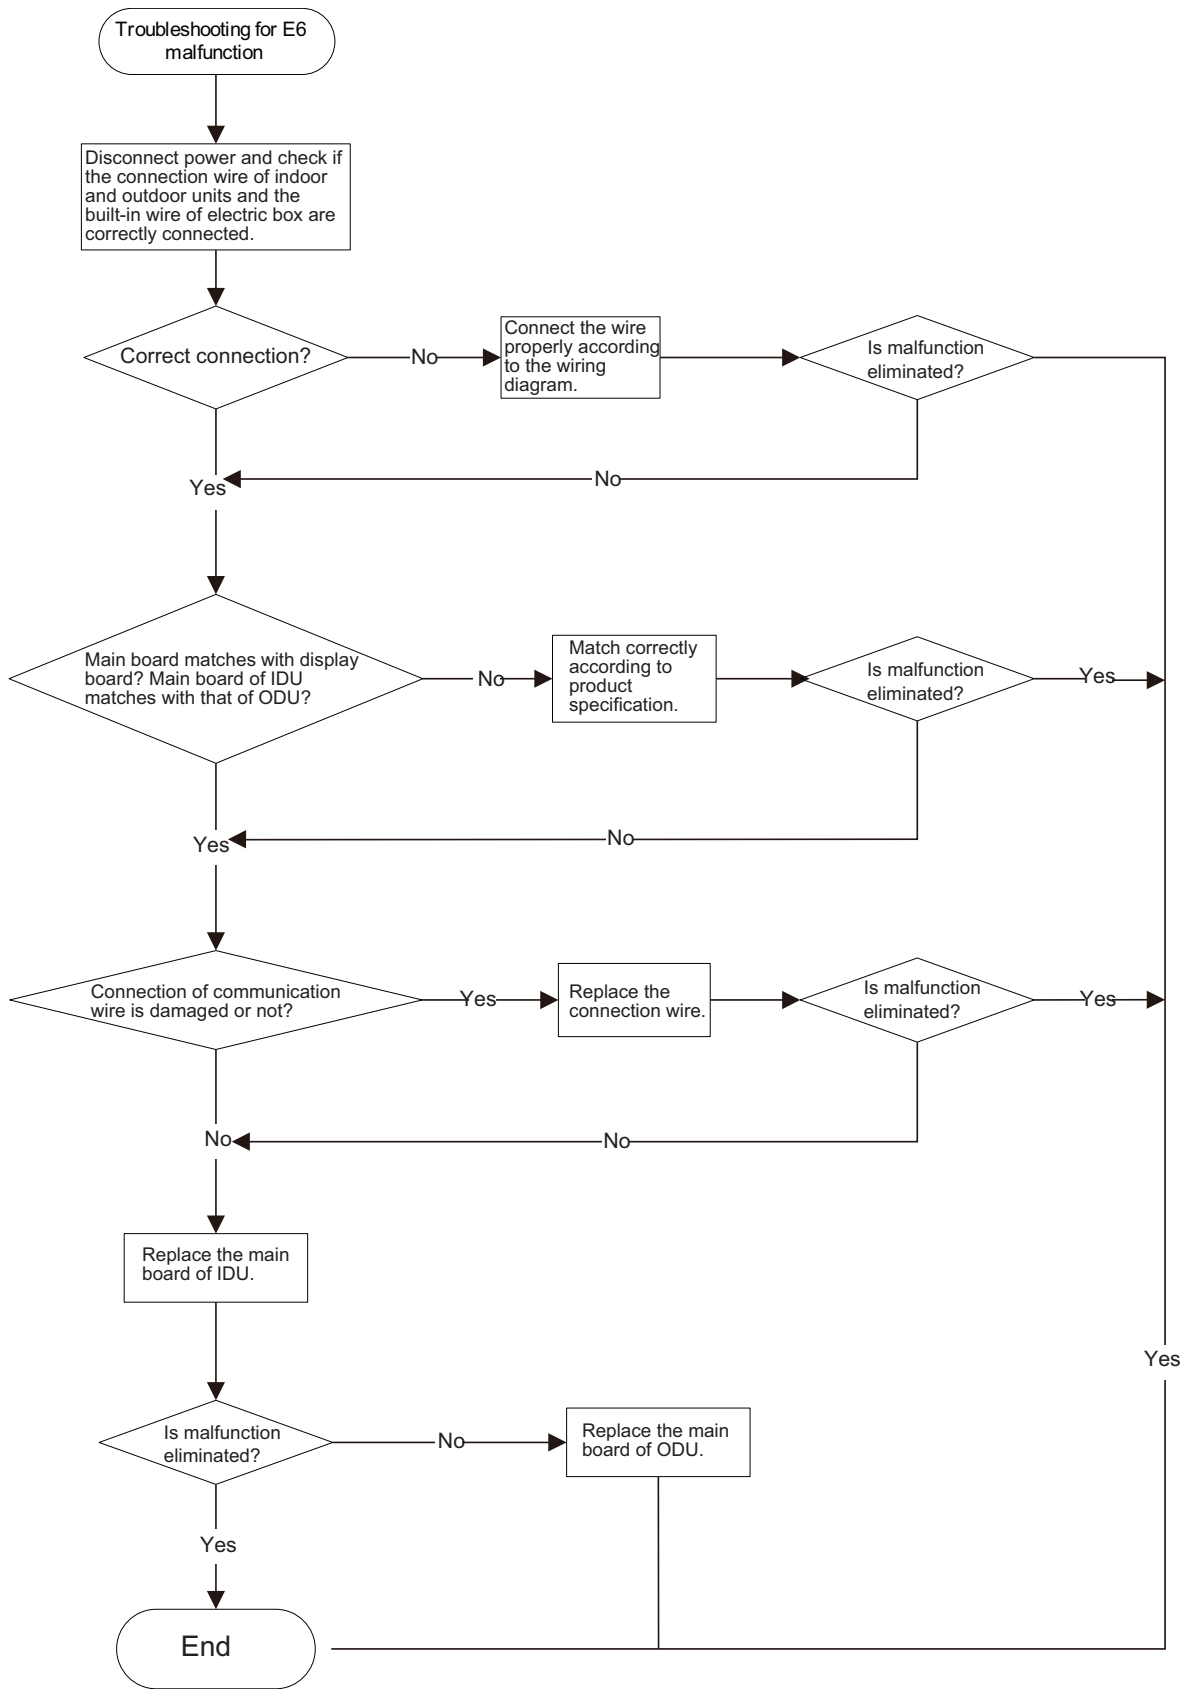 Troubleshooting for E6
malfunction
Disconnect power and check if
the connection wire of indoor
and outdoor units and the
built-in wire of electric box are
correctly connected.
Correct connection?
No
Connect the wire
properly according
to the wiring
diagram.
Is malfunction
eliminated?
No
Yes
Main board matches with display
board? Main board of IDU
matches with that of ODU?
No
Match correctly
according to
product
specification.
Is malfunction
eliminated?
Yes
No
Yes
Connection of communication
wire is damaged or not?
Yes
Replace the
connection wire.
Is malfunction
eliminated?
Yes
No
No
Replace the main
board of IDU.
Yes
Is malfunction
eliminated?
No
Replace the main
board of ODU.
Yes
End